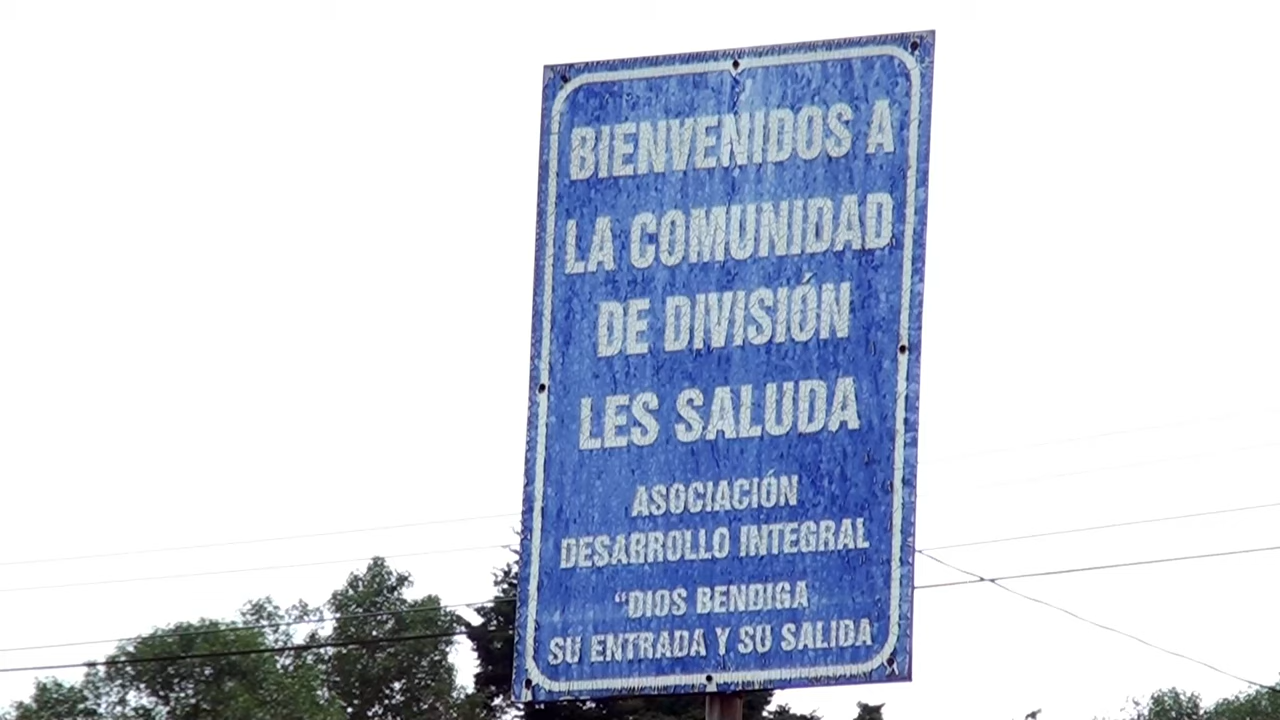 BIENVENIDOS A
LA COMUNIDAD
DE DIVISIÓN
LES SALUDA
ASOCIACIÓN
DESARROLLO INTEGRAL
“DIOS BENDIGA
SU ENTRADA Y SU SALIDA